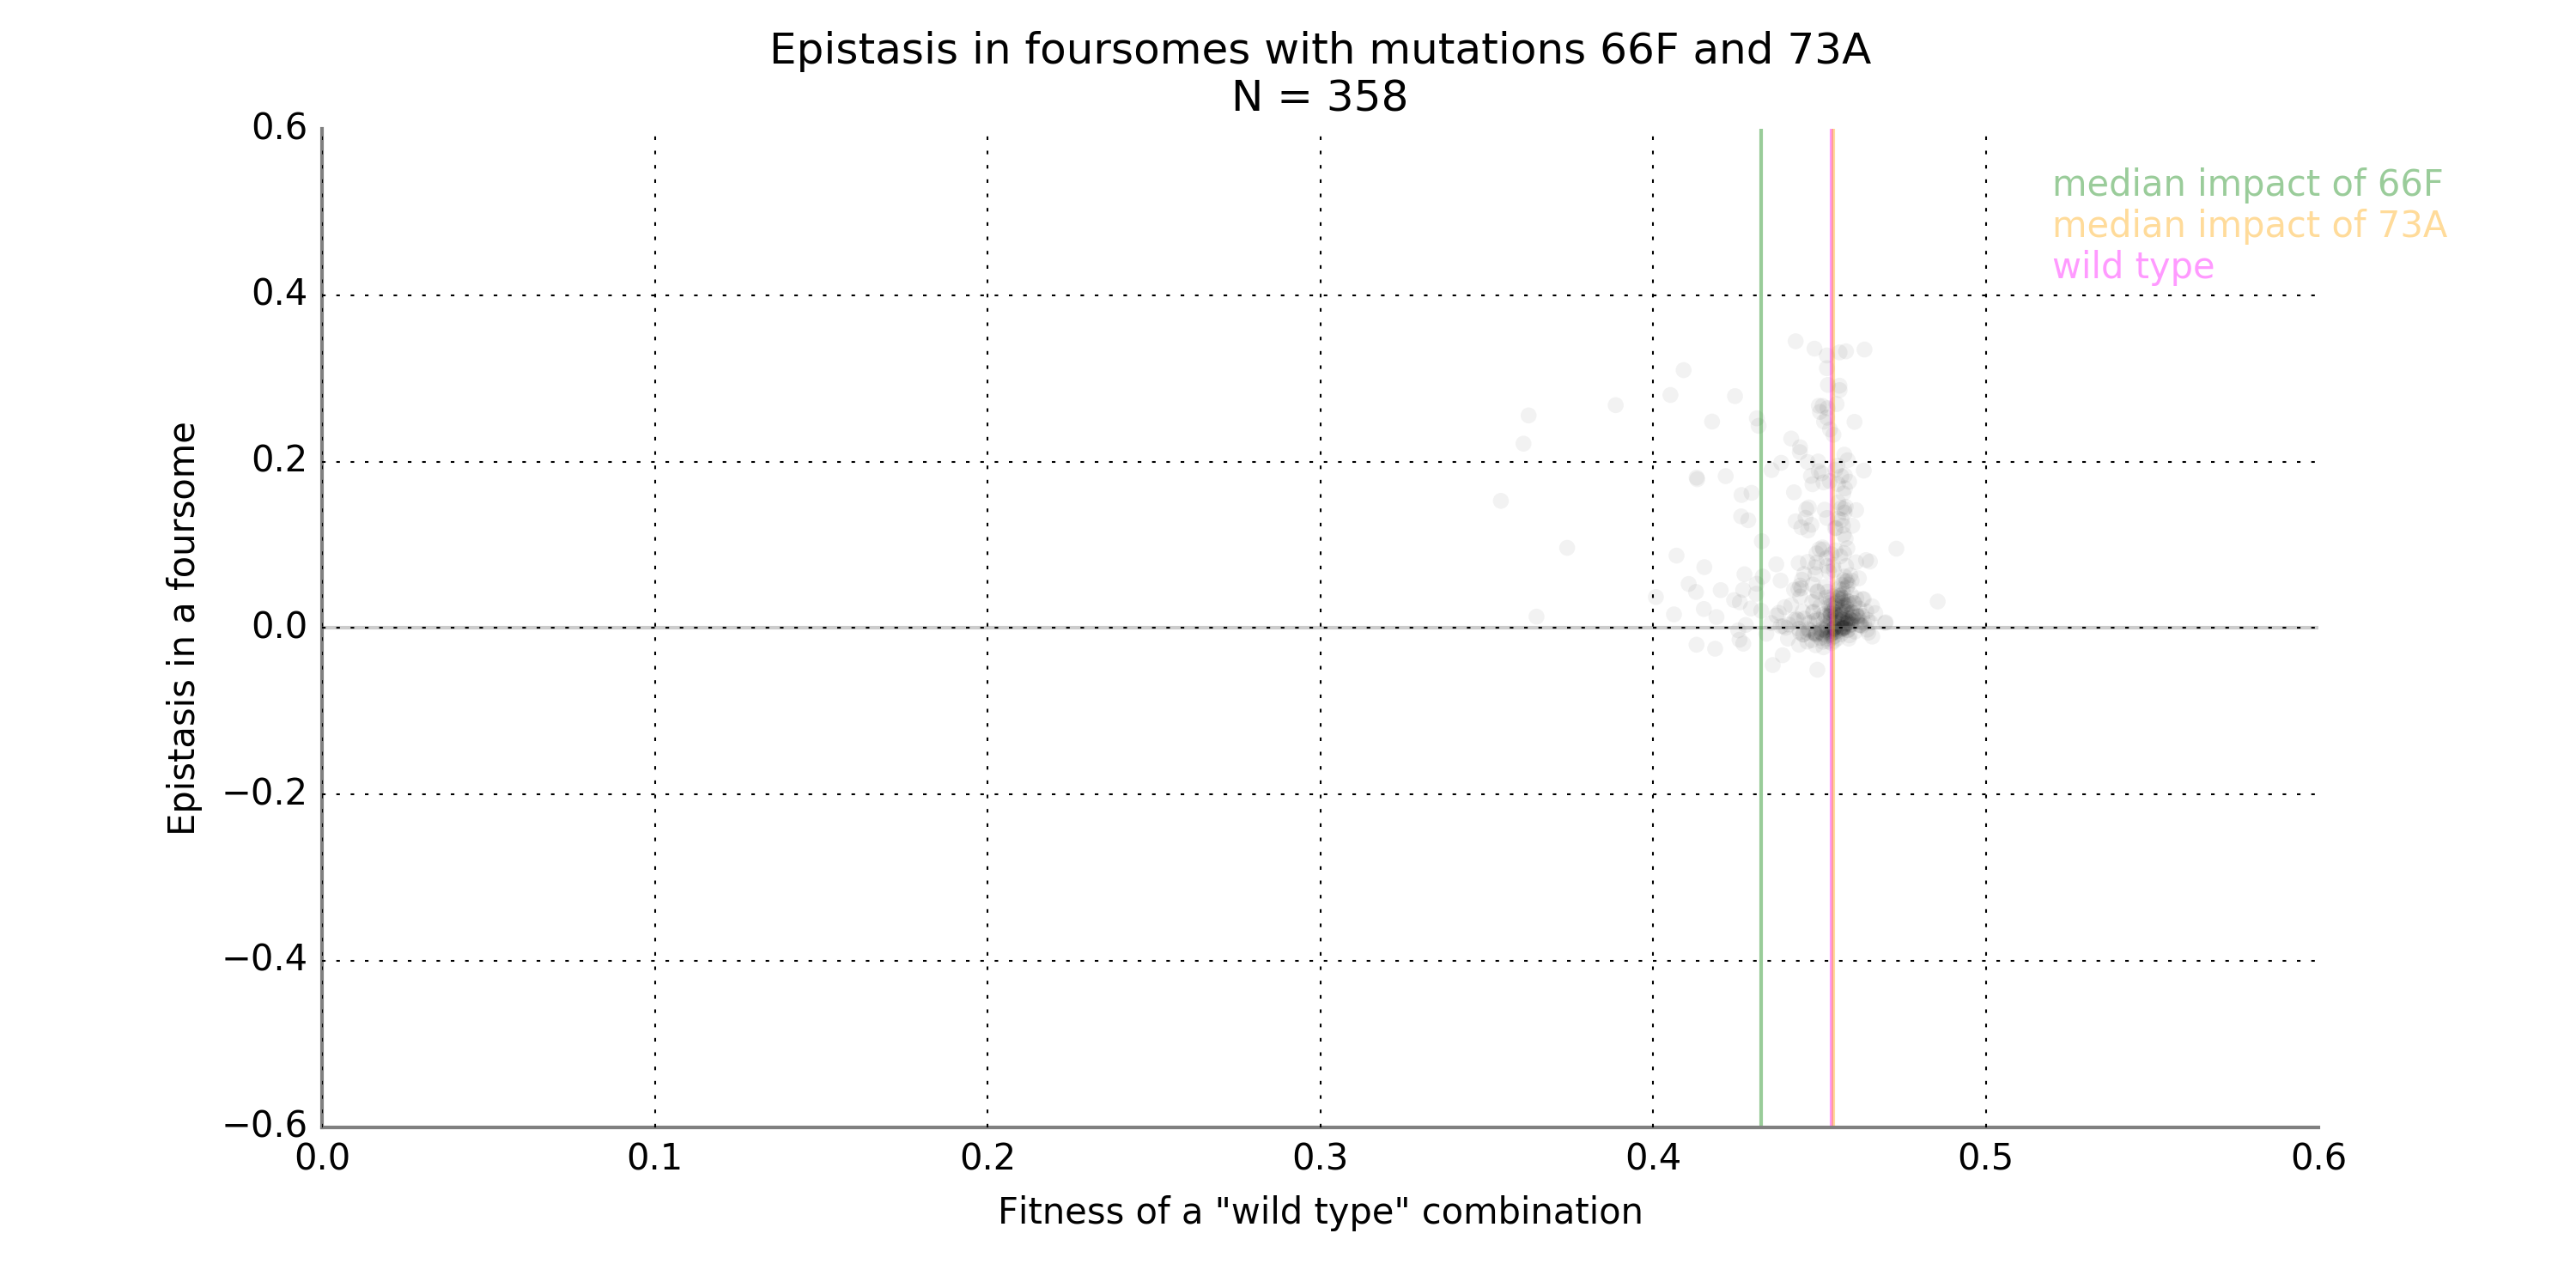 Epistasis in foursomes with mutations 66F and 73A
N = 358
median impact of 66F
median impact of 73A
wild type
0.6
0.4
0.2
0.0
−0.2
−0.4
−0.6
Epistasis in a foursome
0.0 0.1 0.2 0.3 0.4 0.5 0.6
Fitness of a "wild type" combination